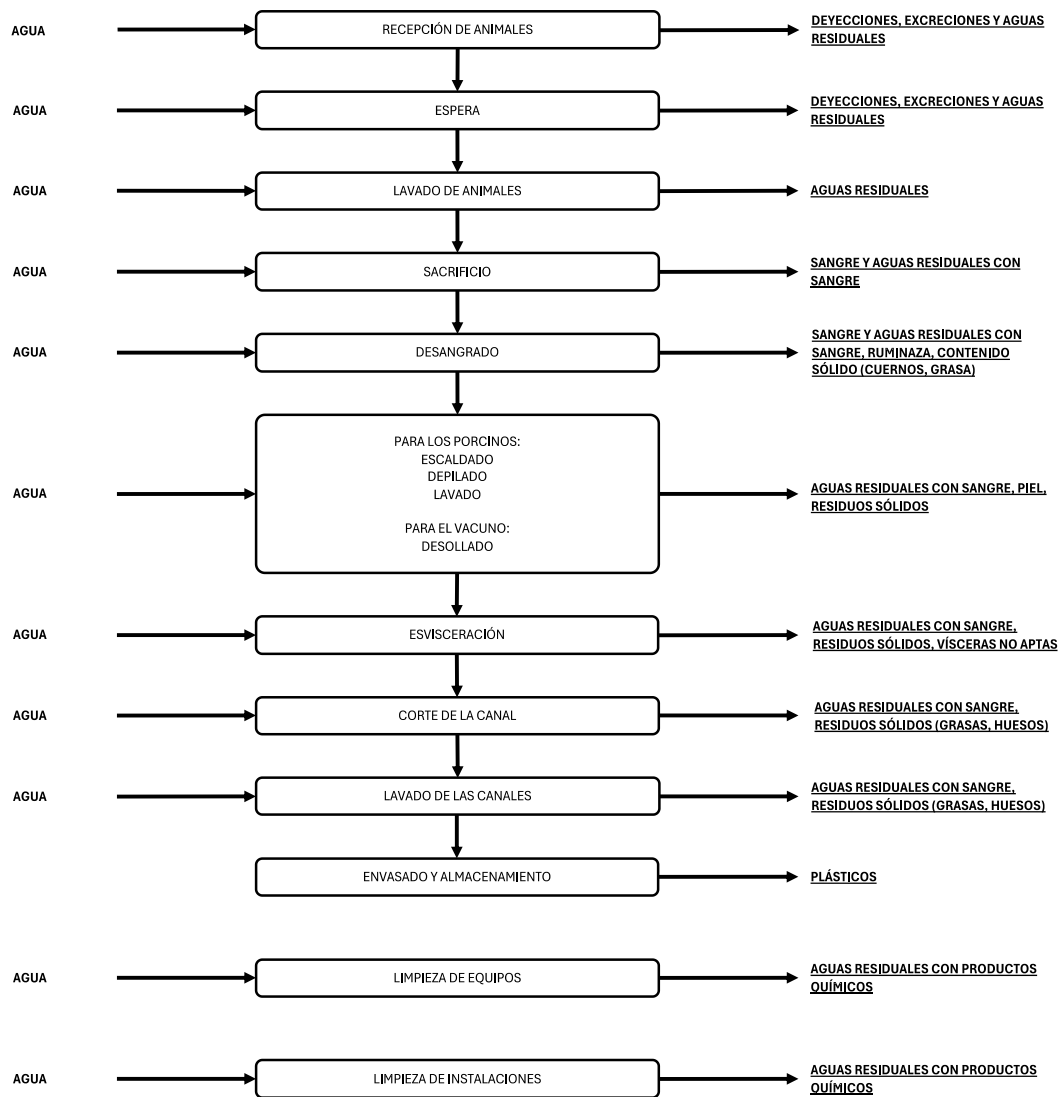 AGUA
RECEPCIÓN DE ANIMALES
DEYECCIONES, EXCRECIONES Y AGUAS
RESIDUALES
AGUA
ESPERA
DEYECCIONES, EXCRECIONES Y AGUAS
RESIDUALES
AGUA
LAVADO DE ANIMALES
AGUAS RESIDUALES
AGUA
SACRIFICIO
SANGRE Y AGUAS RESIDUALES CON
SANGRE
AGUA
DESANGRADO
SANGRE Y AGUAS RESIDUALES CON
SANGRE, RUMINAZA, CONTENIDO
SÓLIDO (CUERNOS, GRASA)
AGUA
PARA LOS PORCINOS:
ESCALDADO
DEPILADO
LAVADO
PARA EL VACUNO:
DESOLLADO
AGUAS RESIDUALES CON SANGRE, PIEL,
RESIDUOS SÓLIDOS
AGUA
ESVISCERACIÓN
AGUAS RESIDUALES CON SANGRE,
RESIDUOS SÓLIDOS, VÍSCERAS NO APTAS
AGUA
CORTE DE LA CANAL
AGUAS RESIDUALES CON SANGRE,
RESIDUOS SÓLIDOS (GRASAS, HUESOS)
AGUA
LAVADO DE LAS CANALES
AGUAS RESIDUALES CON SANGRE,
RESIDUOS SÓLIDOS (GRASAS, HUESOS)
ENVASADO Y ALMACENAMIENTO
PLÁSTICOS
AGUA
LIMPIEZA DE EQUIPOS
AGUAS RESIDUALES CON PRODUCTOS
QUÍMICOS
AGUA
LIMPIEZA DE INSTALACIONES
AGUAS RESIDUALES CON PRODUCTOS
QUÍMICOS